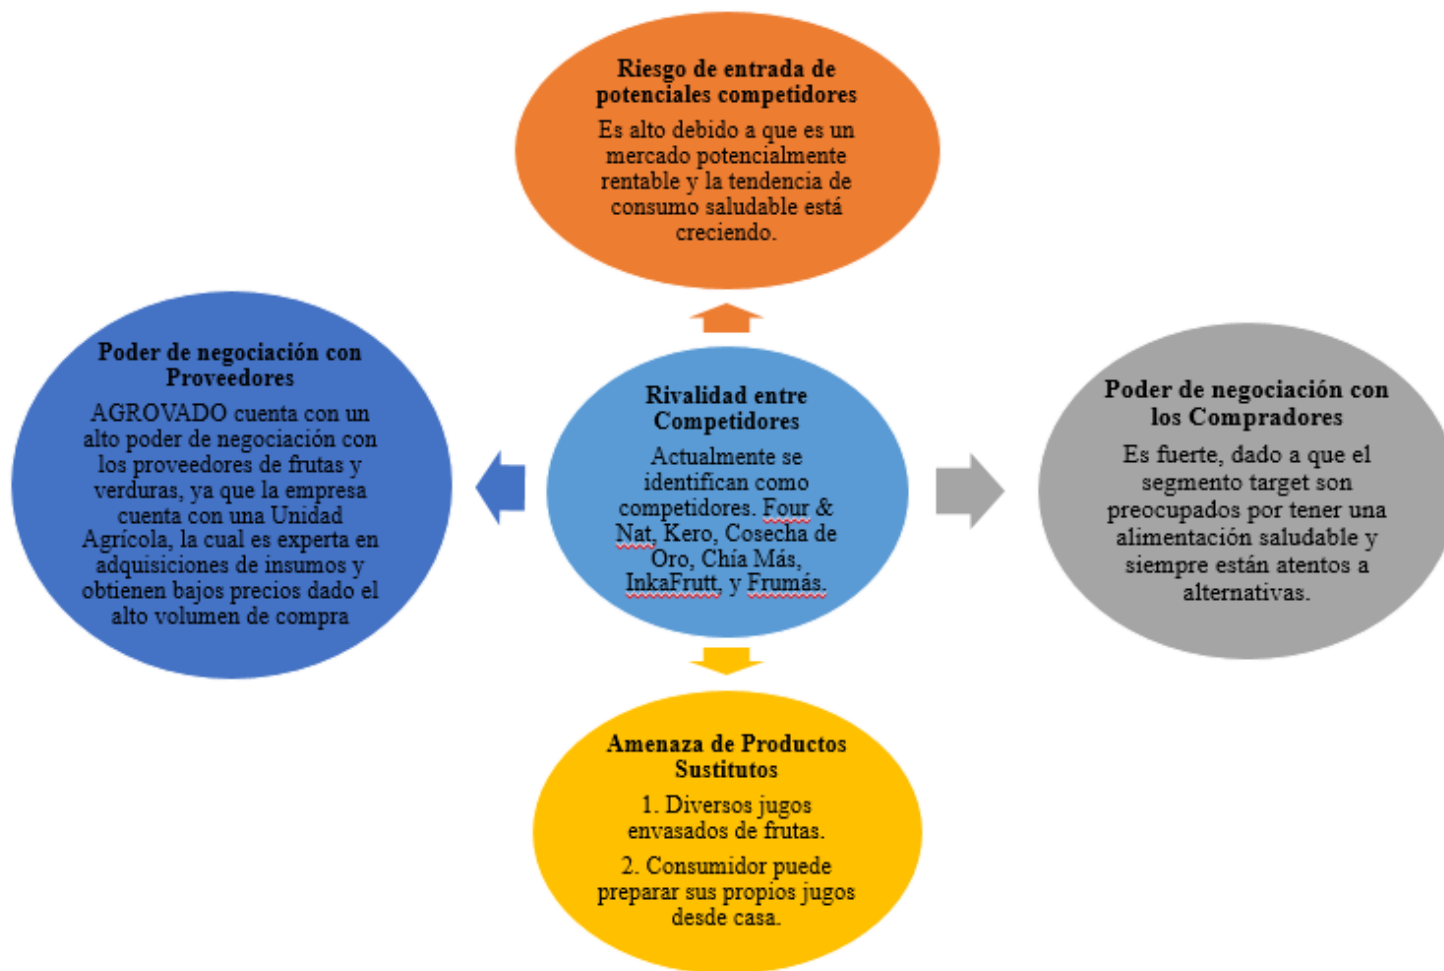 Riesgo de entrada de
potenciales competidores
Es alto debido a que es un
mercado potencialmente
rentable y la tendencia de
consumo saludable está
creciendo.
Poder de negociación con
Proveedores
AGROVADO cuenta con un
alto poder de negociación con
los proveedores de frutas y
verduras, ya que la empresa
cuenta con una Unidad
Agrícola, la cual es experta en
adquisiciones de insumos y
obtienen bajos precios dado el
alto volumen de compra
Rivalidad entre
Competidores
Actualmente se
identifican como
competidores. Four &
Nat, Kero, Cosecha de
Oro, Chía Más,
InkaFrutt, y Frumás.
Poder de negociación con
los Compradores
Es fuerte, dado a que el
segmento target son
preocupados por tener una
alimentación saludable y
siempre están atentos a
alternativas.
Amenaza de Productos
Sustitutos
1. Diversos jugos
envasados de frutas.
2. Consumidor puede
preparar sus propios jugos
desde casa.